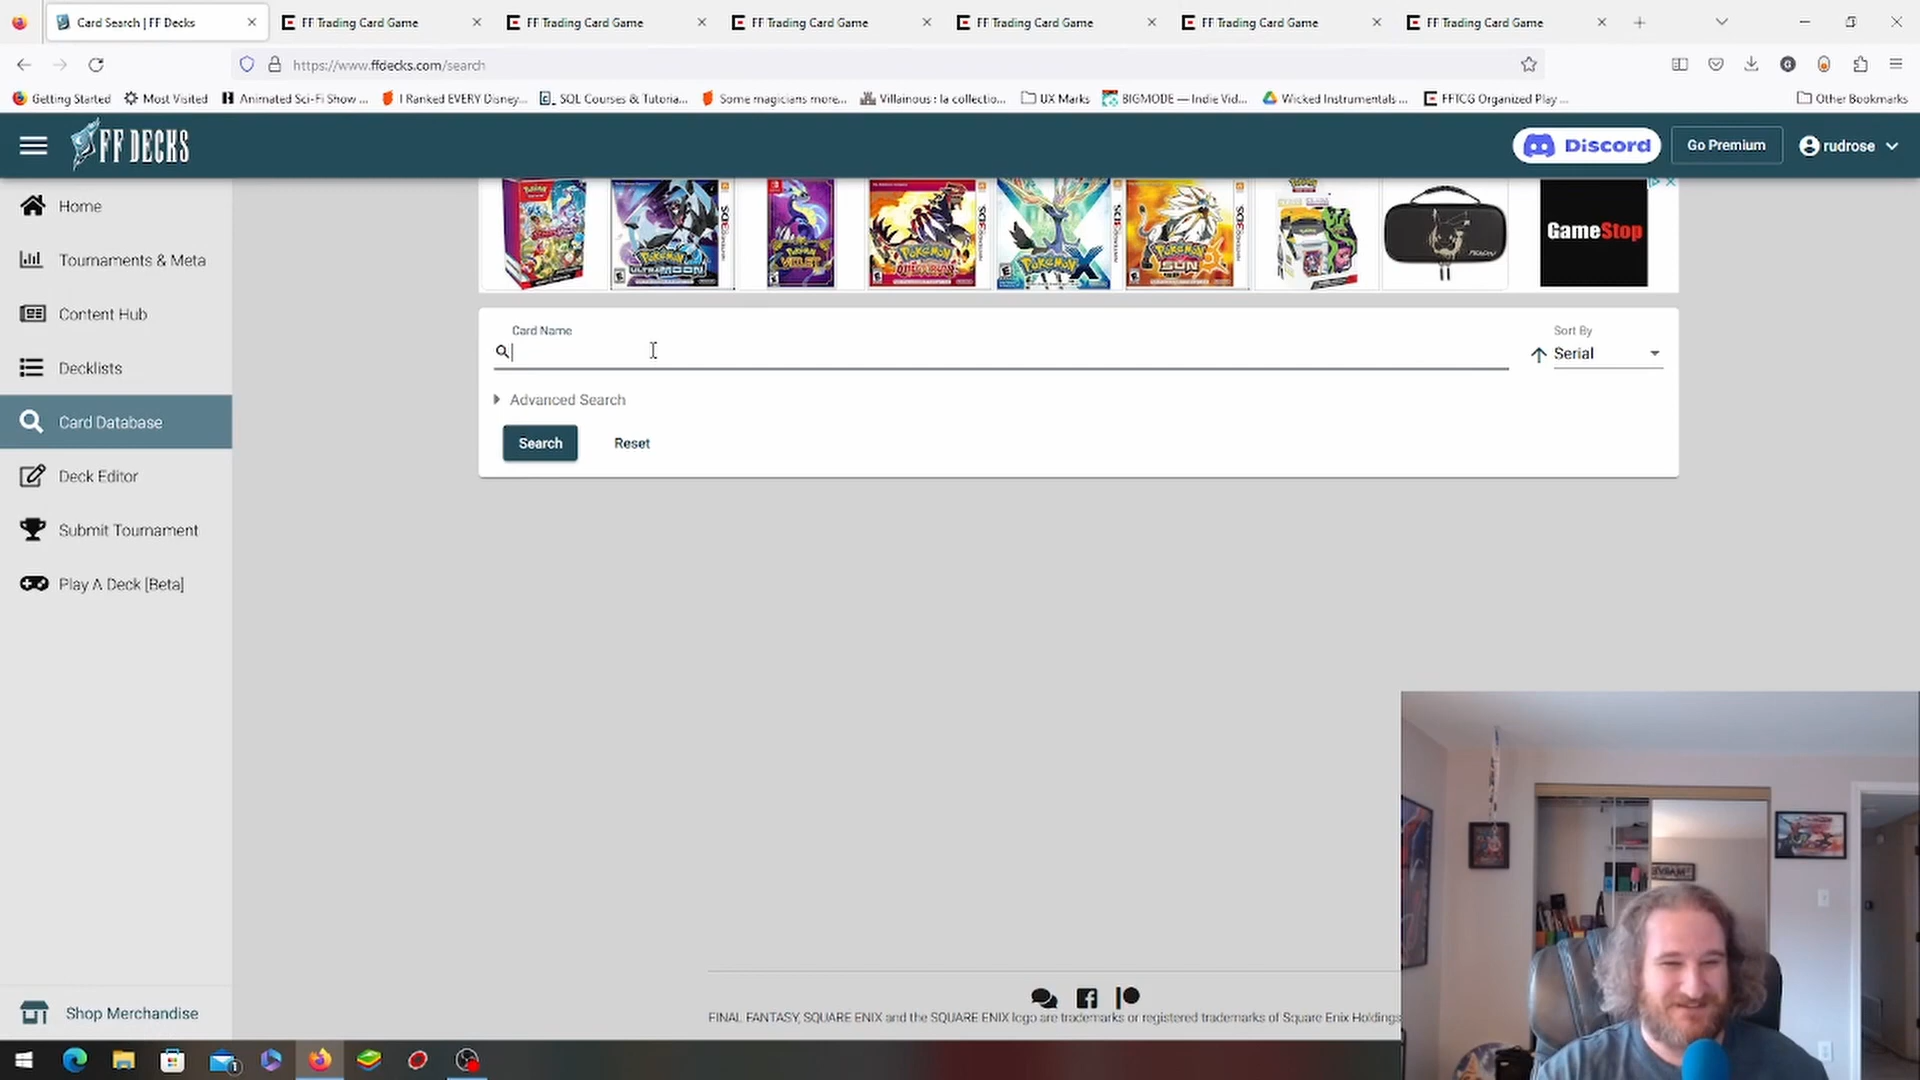 Card Search | FF Decks
FF Trading Card Game
FF Trading Card Game
FF Trading Card Game
FF Trading Card Game
FF Trading Card Game
FF Trading Card Game
https://www.ffdecks.com/search
Getting Started
Most Visited
Animated Sci-Fi Show ...
I Ranked EVERY Disney...
SQL Courses & Tutoria...
Some magicians more...
Villainous : la collectio...
UX Marks
BIGMODE — Indie Vid...
Wicked Instrumentals ...
FFTCG Organized Play ...
Other Bookmarks
FF DECKS
Discord
Go Premium
rudrose
Home
Tournaments & Meta
Content Hub
Decklists
Card Database
Deck Editor
Submit Tournament
Play A Deck [Beta]
Shop Merchandise
GameStop
Card Name
Sort By
Serial
Advanced Search
Search
Reset
FINAL FANTASY, SQUARE ENIX and the SQUARE ENIX logo are trademarks or registered trademarks of Square Enix Holdings